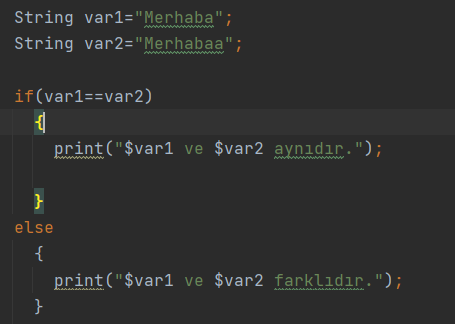 String var1="Merhaba";
String var2="Merhabaa";
if(var1==var2)
{
print("$var1 ve $var2 aynıdır.");
}
else
{
print("$var1 ve $var2 farklıdır.");
}